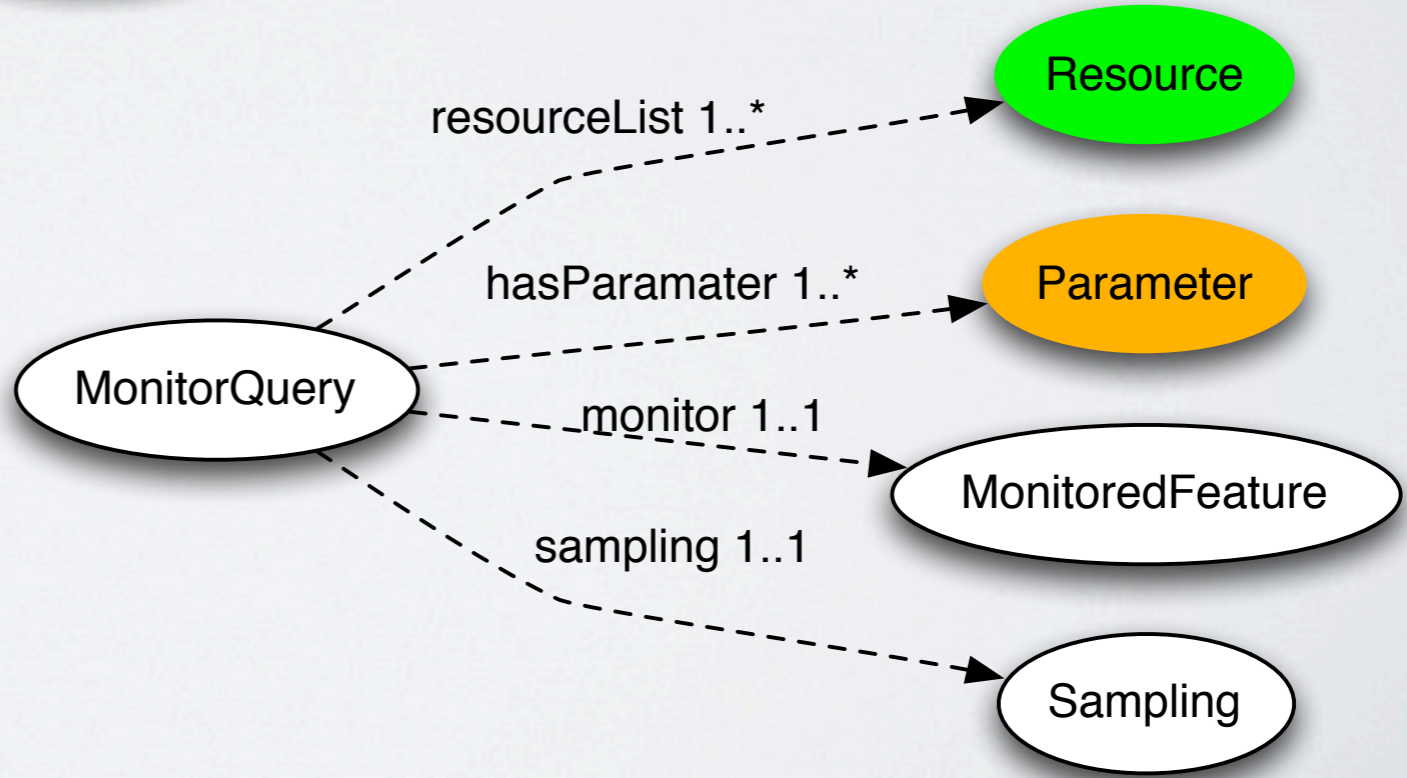 Resource
resourceList 1..*
Parameter
hasParamater 1..*
MonitorQuery
monitor 1..1
MonitoredFeature
sampling 1..1
Sampling